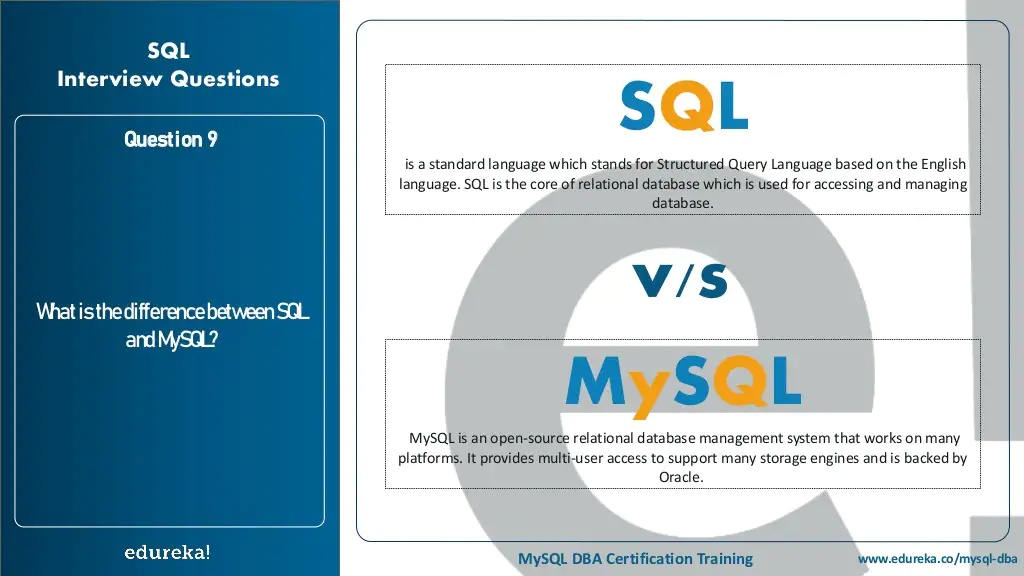 SQL
Interview Questions
Question 9
What is the difference between SQL
and MySQL?
edureka!
SQL
is a standard language which stands for Structured Query Language based on the English
language. SQL is the core of relational database which is used for accessing and managing
database.
V/S
MySQL
MySQL is an open-source relational database management system that works on many
platforms. It provides multi-user access to support many storage engines and is backed by
Oracle.
MySQL DBA Certification Training
www.edureka.co/mysql-dba